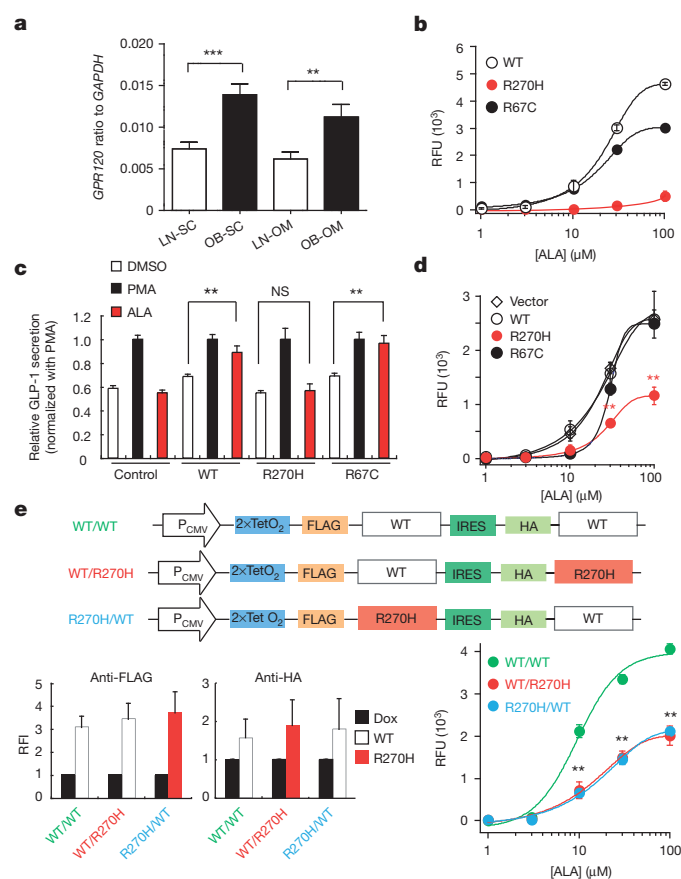 a
GPR120 ratio to GAPDH
0.020
0.015
0.010
0.005
0
***
**
LN-SC
OB-SC
LN-OM
OB-OM
b
WT
R270H
R67C
RFU (10³)
6
5
4
3
2
1
0
1
10
100
[ALA] (μM)
c
DMSO
PMA
ALA
Relative GLP-1 secretion
(normalized with PMA)
1.2
1.0
0.8
0.6
0.4
0.2
0
**
NS
**
Control
WT
R270H
R67C
d
Vector
WT
R270H
R67C
RFU (10³)
3
2
1
0
**
**
1
10
100
[ALA] (μM)
e
WT/WT
P_CMV
2×TetO₂
FLAG
WT
IRES
HA
WT
WT/R270H
P_CMV
2×TetO₂
FLAG
WT
IRES
HA
R270H
R270H/WT
P_CMV
2×Tet O₂
FLAG
R270H
IRES
HA
WT
Anti-FLAG
RFI
5
4
3
2
1
0
WT/WT
WT/R270H
R270H/WT
Anti-HA
3
2
1
0
WT/WT
WT/R270H
R270H/WT
Dox
WT
R270H
WT/WT
WT/R270H
R270H/WT
RFU (10³)
4
3
2
1
0
**
**
**
1
10
100
[ALA] (μM)